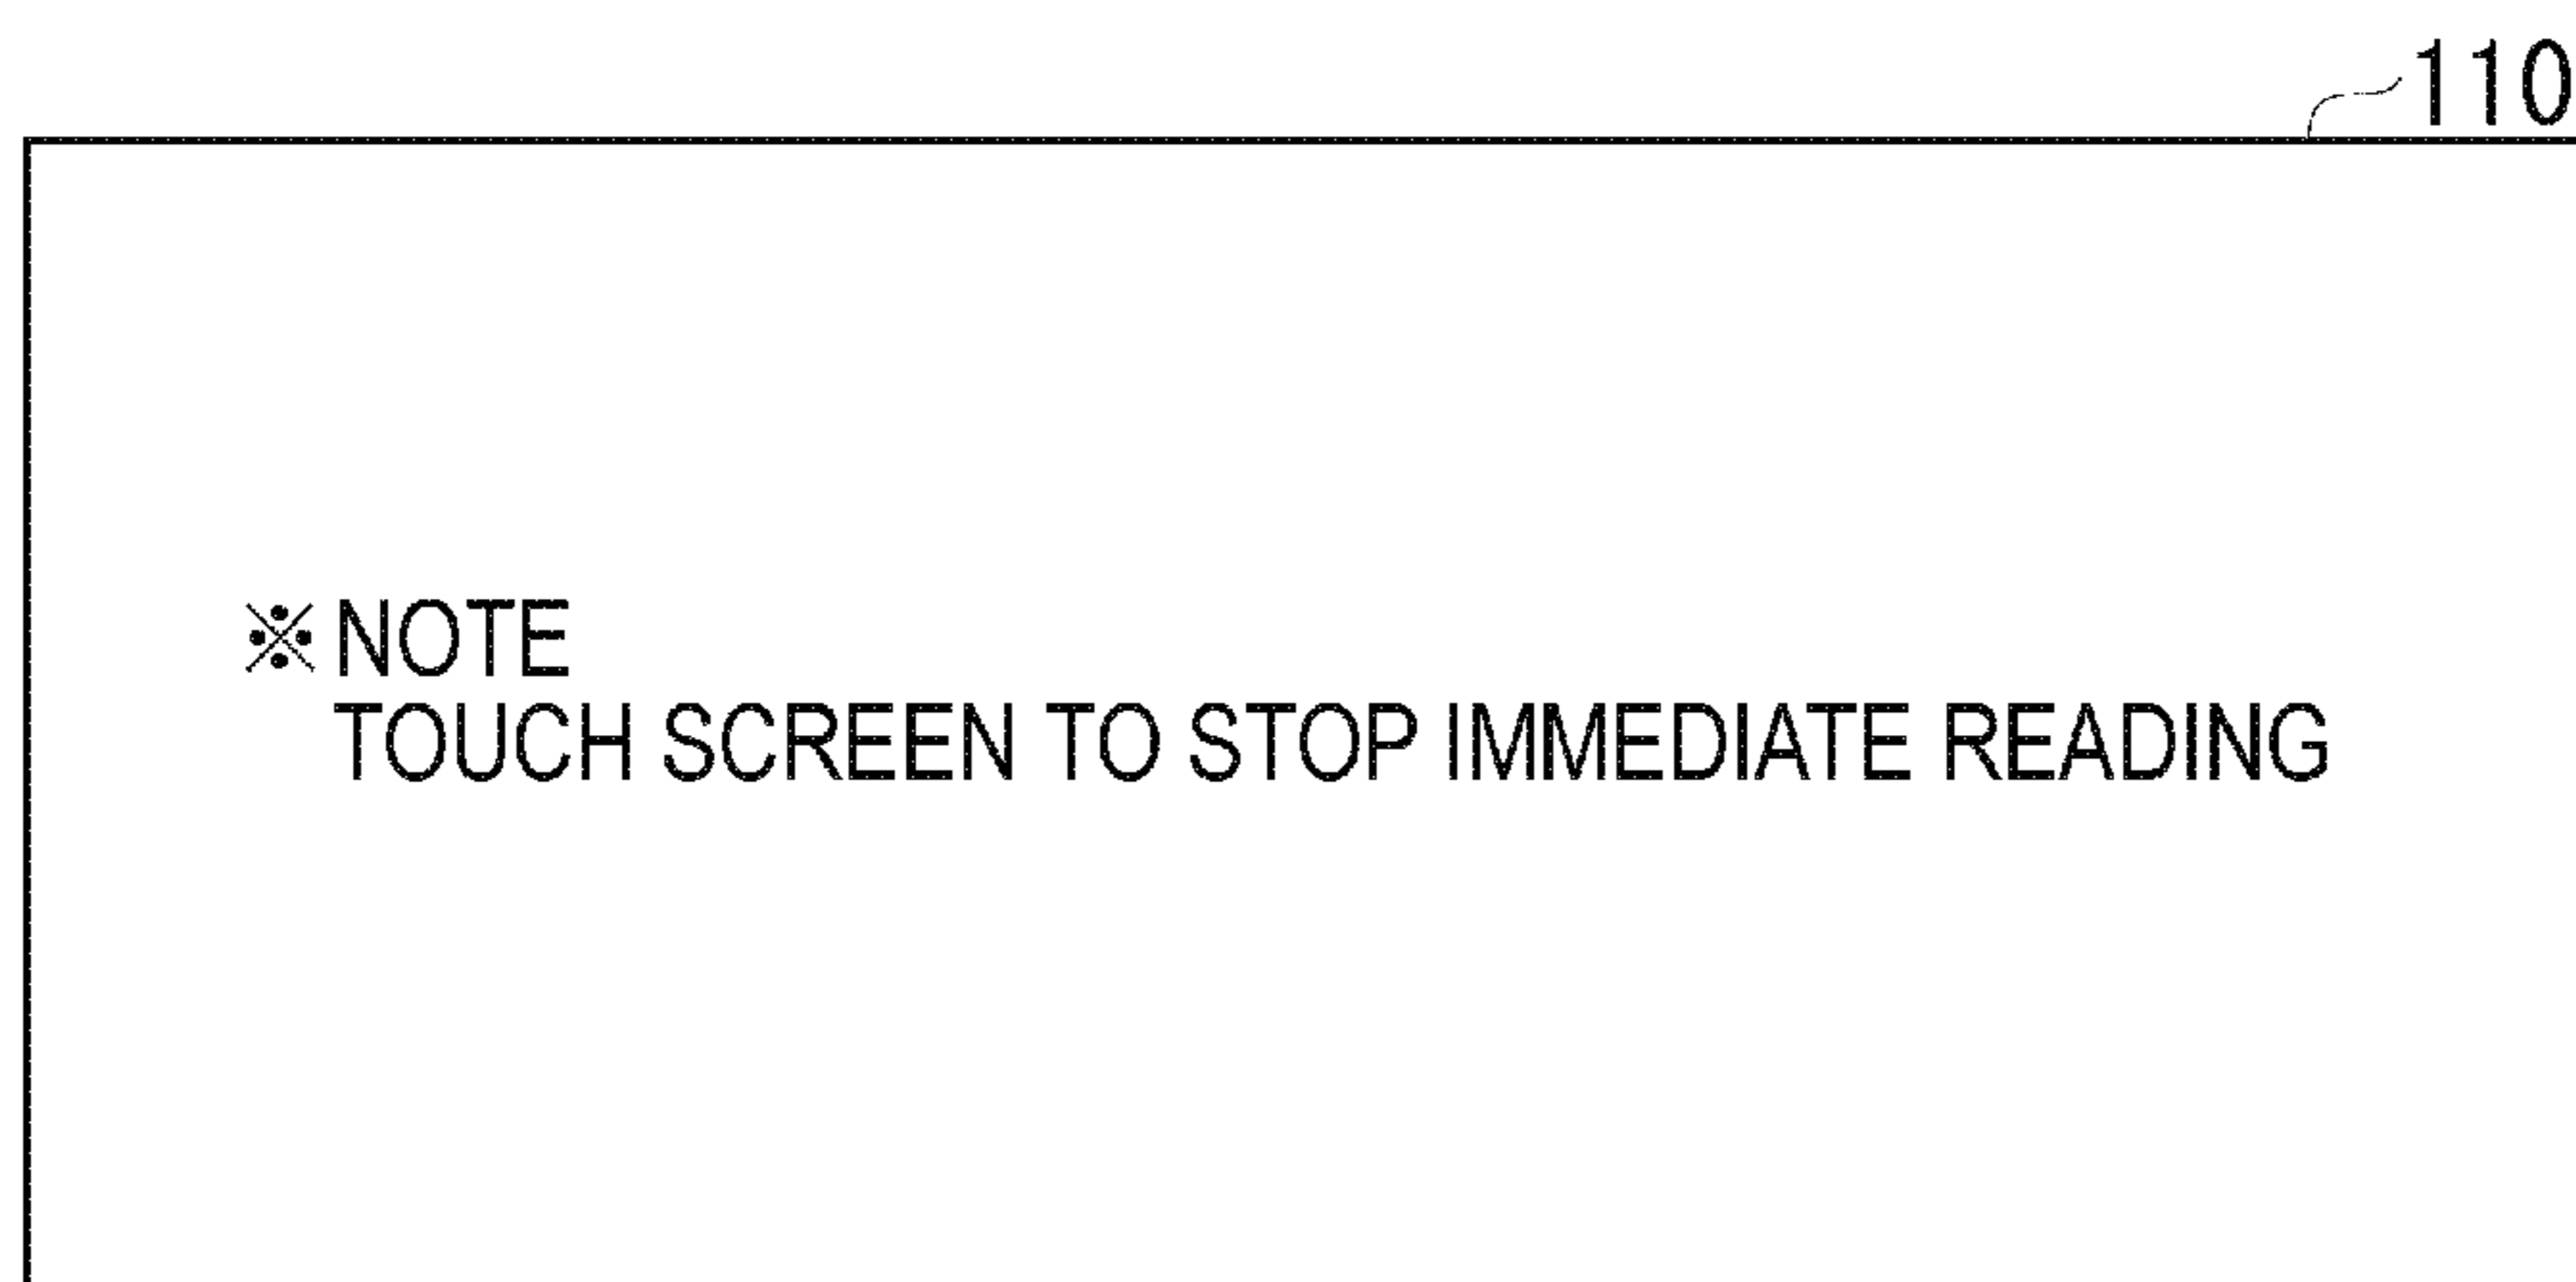 110
※ NOTE
TOUCH SCREEN TO STOP IMMEDIATE READING